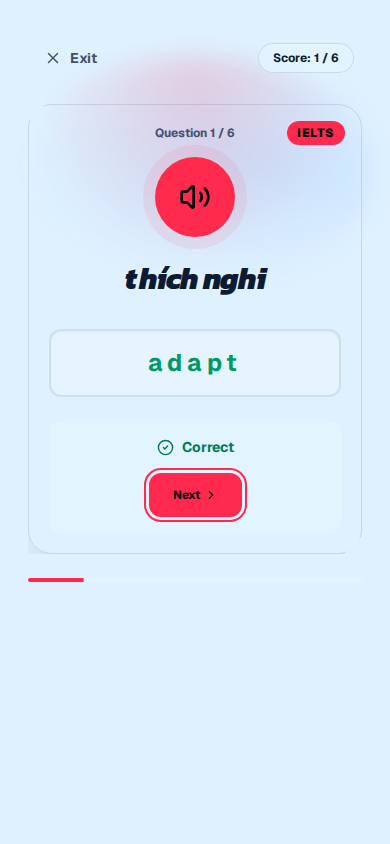 Exit
Score: 1 / 6
Question 1 / 6
IELTS
thích nghi
adapt
Correct
Next